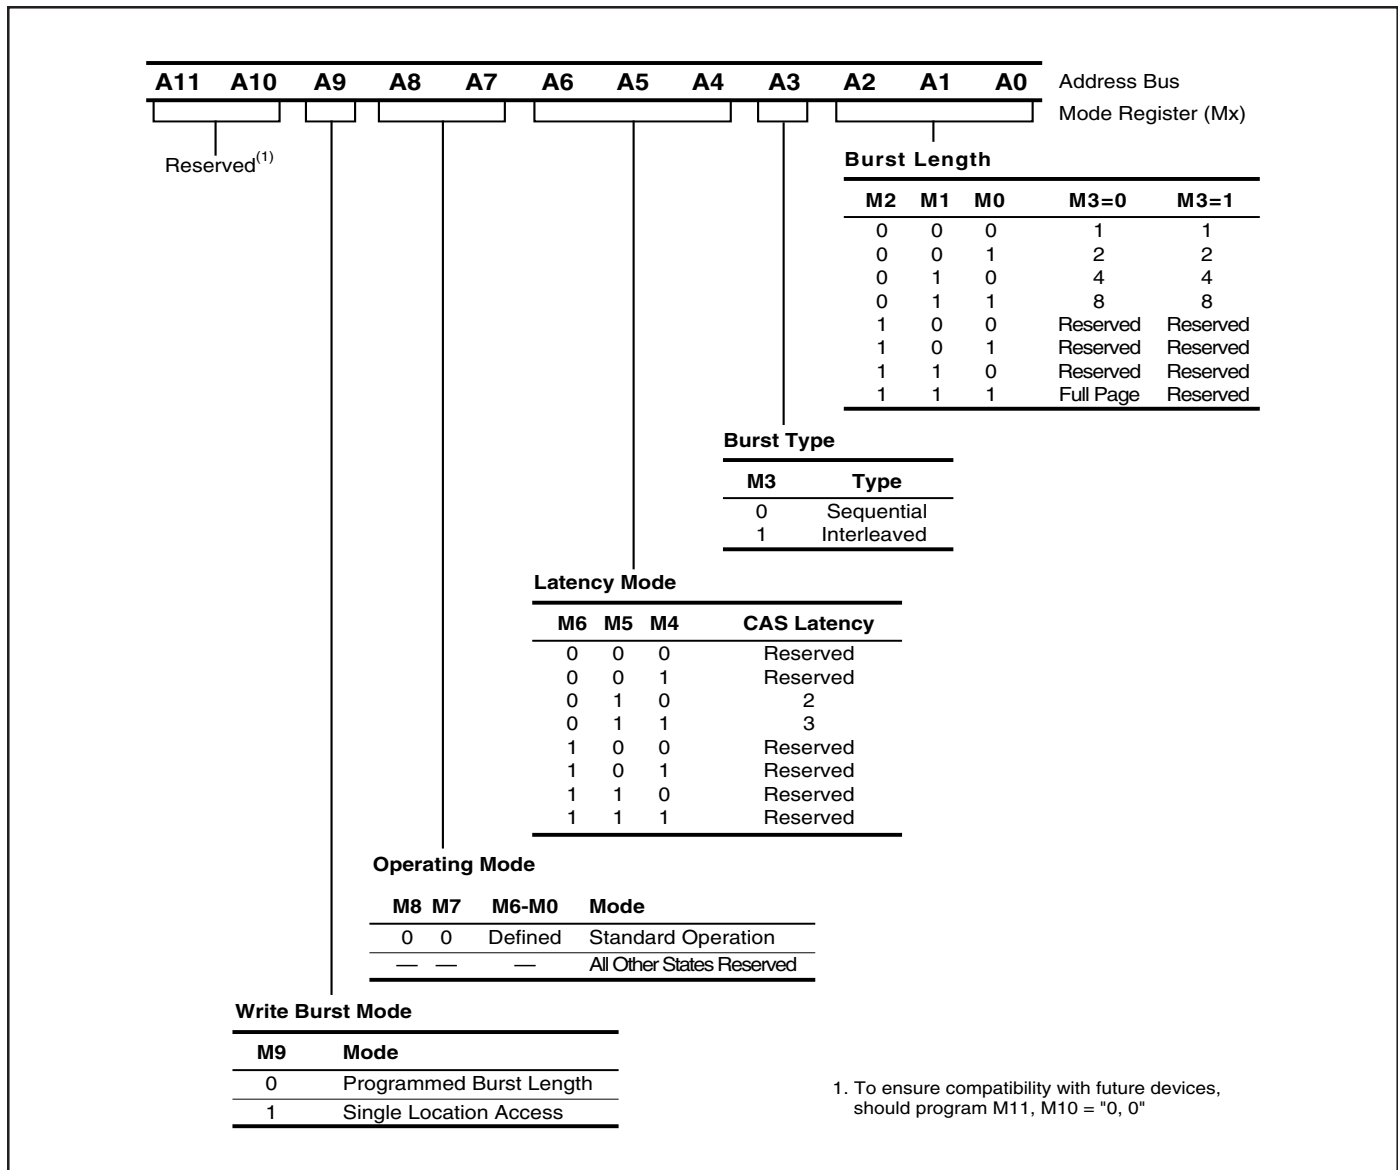 A11 A10 A9 A8 A7 A6 A5 A4 A3 A2 A1 A0 Address Bus
Mode Register (Mx)
Reserved(1)
Burst Length
M2 M1 M0 M3=0 M3=1
0 0 0 1 1
0 0 1 2 2
0 1 0 4 4
0 1 1 8 8
1 0 0 Reserved Reserved
1 0 1 Reserved Reserved
1 1 0 Reserved Reserved
1 1 1 Full Page Reserved
Burst Type
M3 Type
0 Sequential
1 Interleaved
Latency Mode
M6 M5 M4 CAS Latency
0 0 0 Reserved
0 0 1 Reserved
0 1 0 2
0 1 1 3
1 0 0 Reserved
1 0 1 Reserved
1 1 0 Reserved
1 1 1 Reserved
Operating Mode
M8 M7 M6-M0 Mode
0 0 Defined Standard Operation
— — — All Other States Reserved
Write Burst Mode
M9 Mode
0 Programmed Burst Length
1 Single Location Access
1. To ensure compatibility with future devices,
should program M11, M10 = "0, 0"